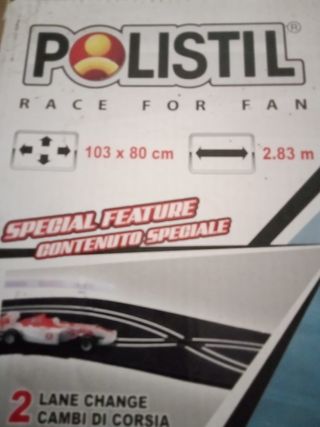 POLISTIL®
RACE FOR FAN
103 x 80 cm 2.83 m
SPECIAL FEATURE
CONTENUTO SPECIALE
2 LANE CHANGE
CAMBI DI CORSIA